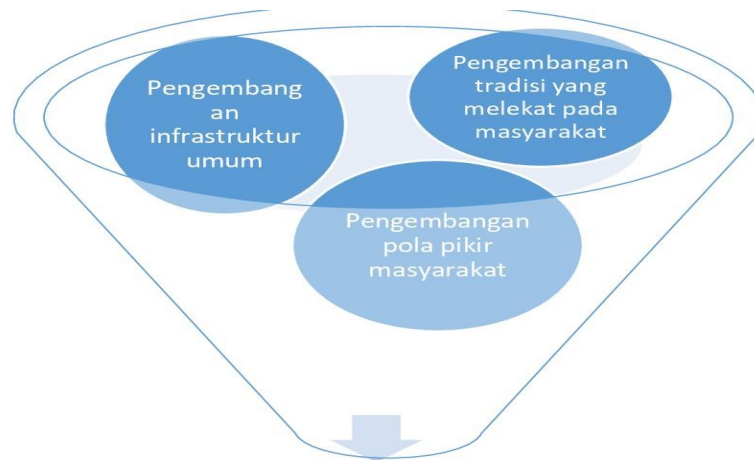 Pengembang
an
infrastruktur
umum
Pengembangan
tradisi yang
melekat pada
masyarakat
Pengembangan
pola pikir
masyarakat